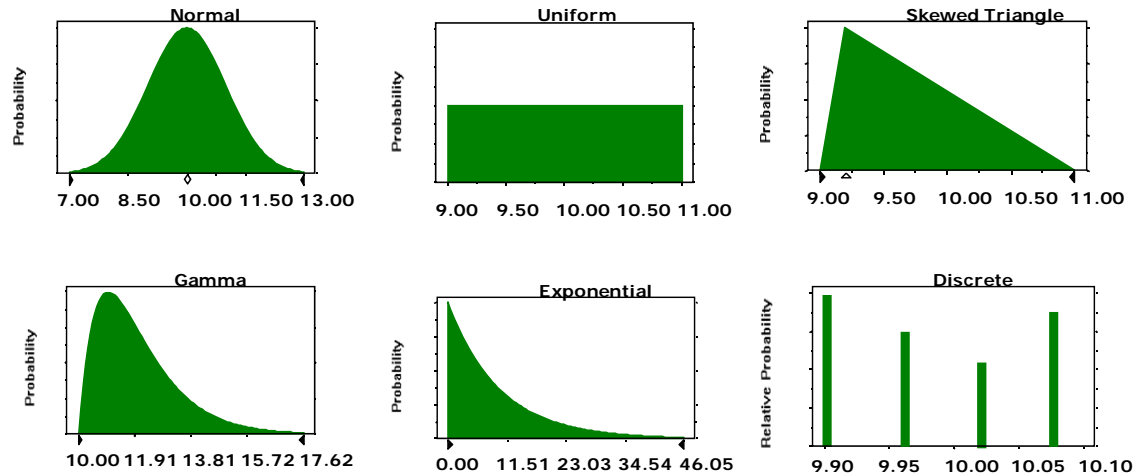 Normal
Probability
7.00 8.50 10.00 11.50 13.00
Uniform
Probability
9.00 9.50 10.00 10.50 11.00
Skewed Triangle
Probability
9.00 9.50 10.00 10.50 11.00
Gamma
Probability
10.00 11.91 13.81 15.72 17.62
Exponential
Probability
0.00 11.51 23.03 34.54 46.05
Discrete
Relative Probability
9.90 9.95 10.00 10.05 10.10